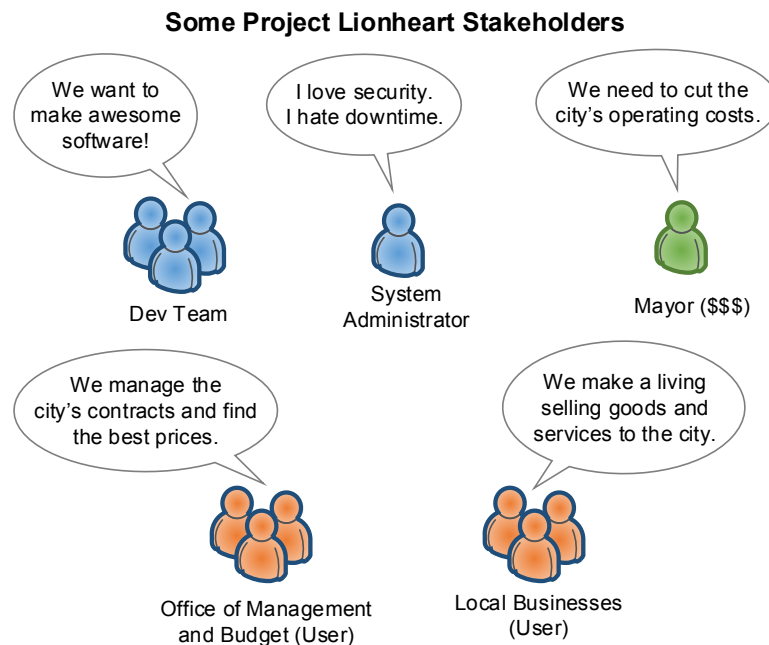 Some Project Lionheart Stakeholders
We want to
make awesome
software!
I love security.
I hate downtime.
We need to cut the
city's operating costs.
Dev Team
System
Administrator
Mayor ($$$)
We manage the
city's contracts and find
the best prices.
We make a living
selling goods and
services to the city.
Office of Management
and Budget (User)
Local Businesses
(User)